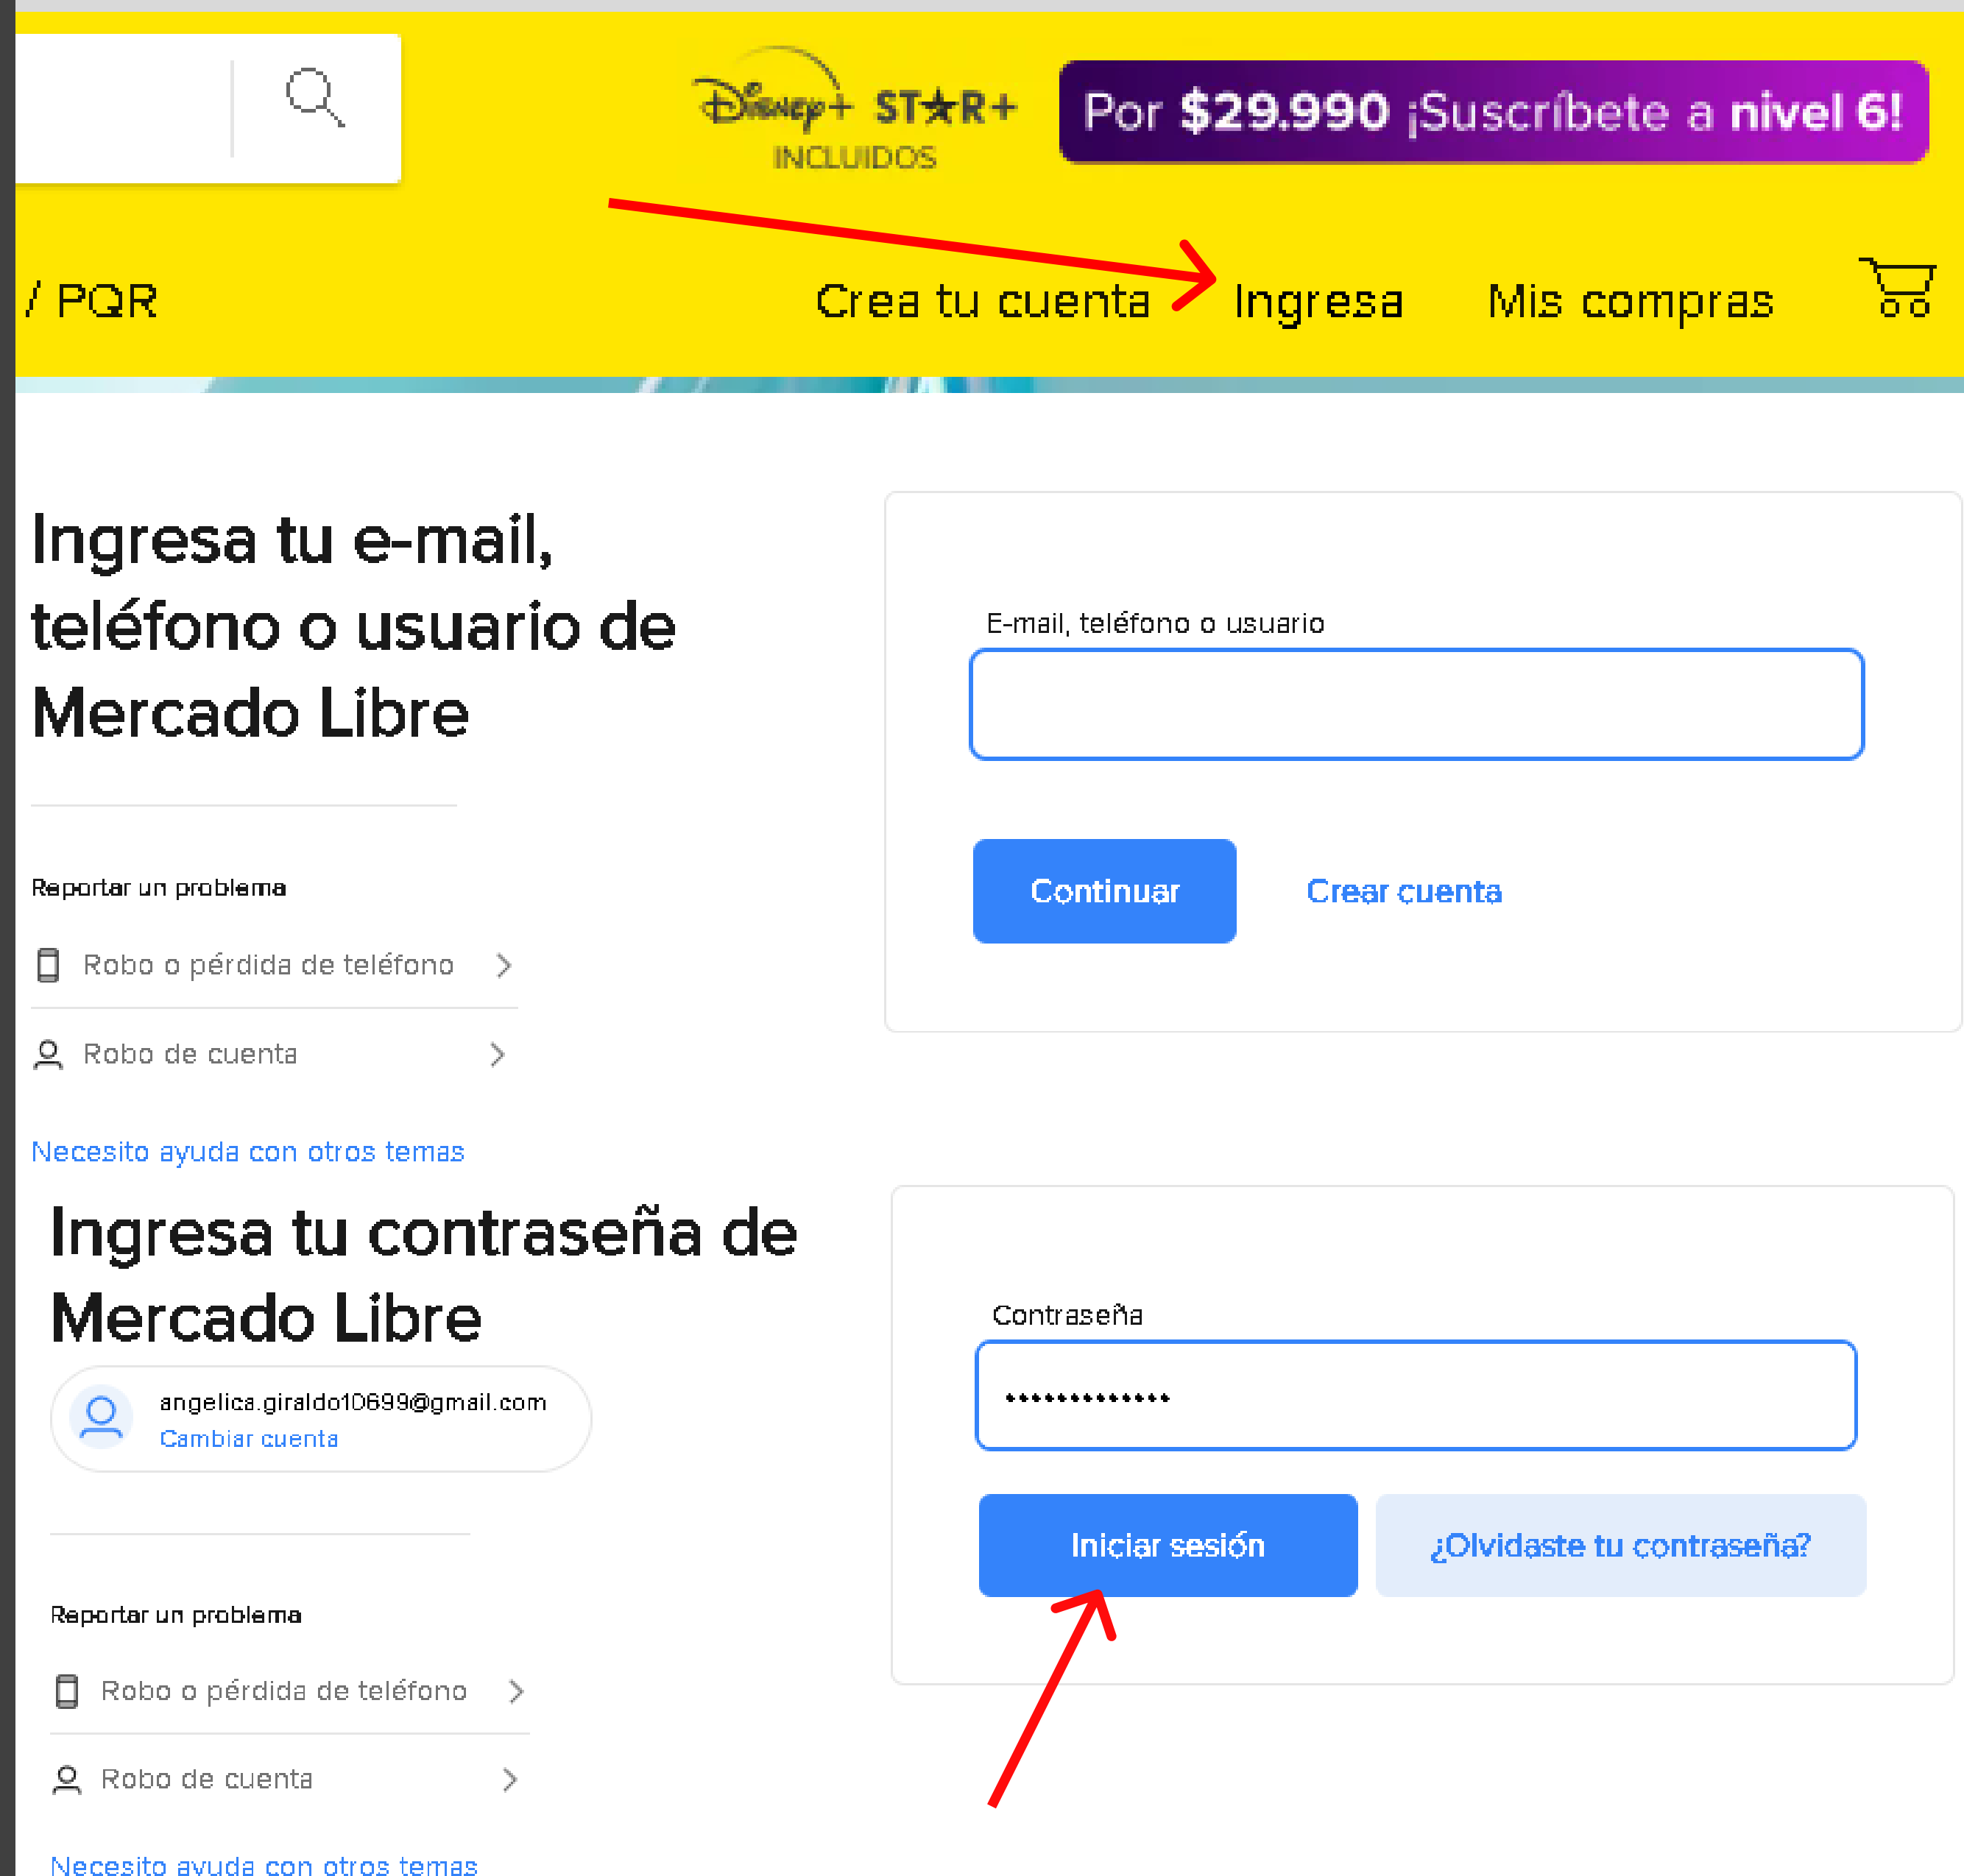 Disney+ ST★R+
INCLUIDOS
Por $29.990 ¡Suscríbete a nivel 6!
/ PQR
Crea tu cuenta
Ingresa
Mis compras
Ingresa tu e-mail,
teléfono o usuario de
Mercado Libre
E-mail, teléfono o usuario
Continuar
Crear cuenta
Reportar un problema
Robo o pérdida de teléfono
Robo de cuenta
Necesito ayuda con otros temas
Ingresa tu contraseña de
Mercado Libre
angelica.giraldo10699@gmail.com
Cambiar cuenta
Contraseña
•••••••••••••
Iniciar sesión
¿Olvidaste tu contraseña?
Reportar un problema
Robo o pérdida de teléfono
Robo de cuenta
Necesito ayuda con otros temas